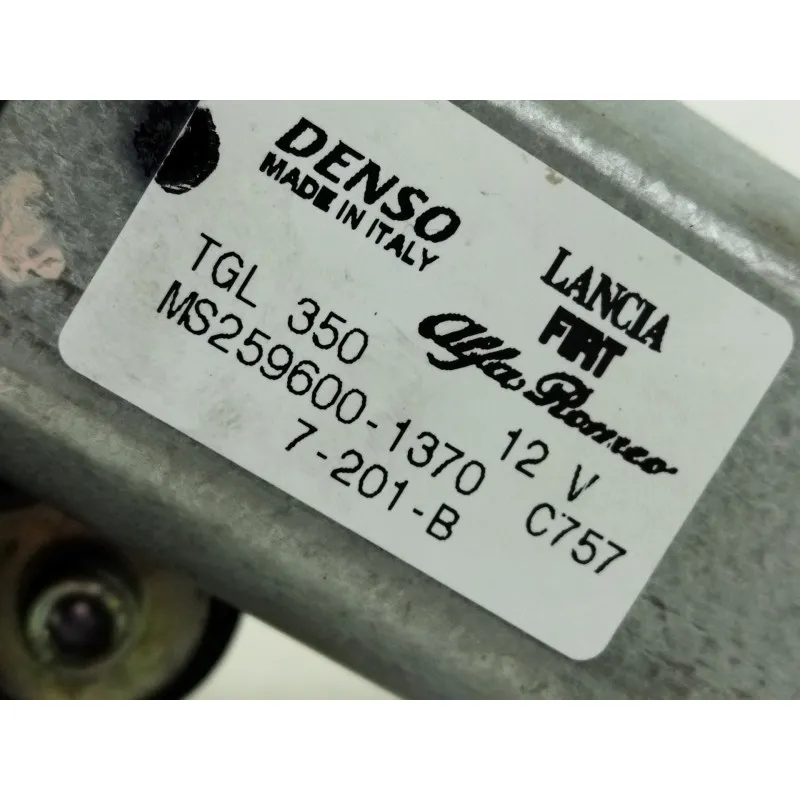 DENSO
MADE IN ITALY
LANCIA
FIAT
Alfa Romeo
TGL 350 12 V
MS259600-1370 C757
7-201-B